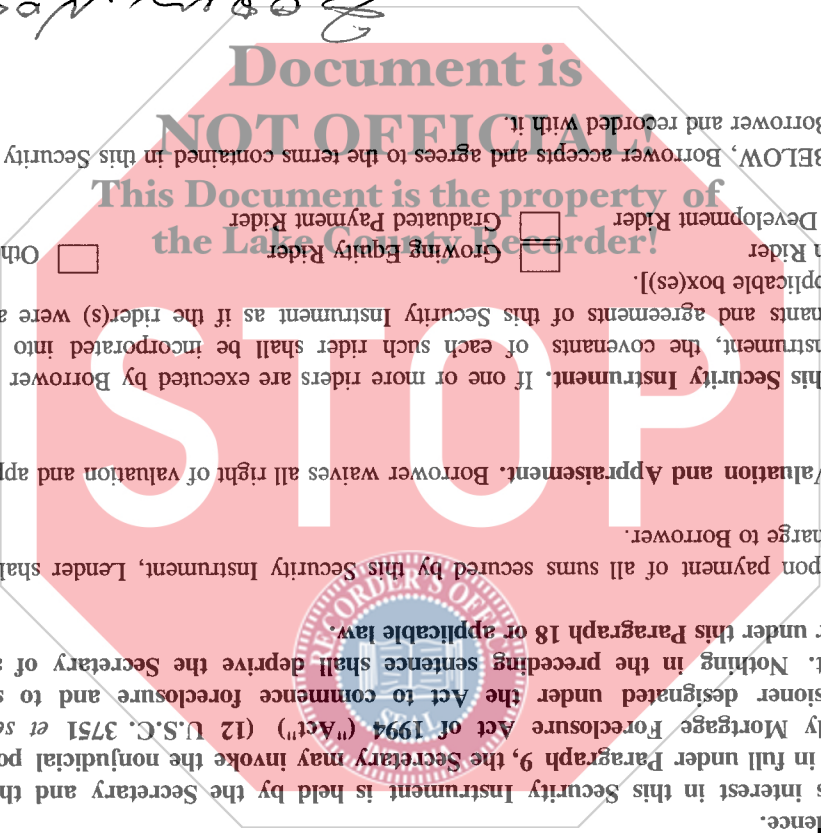 Document is
NOT OFFICIAL!
This Document is the property of
the Lake County Recorder!
STOP
RECORDER'S OFFICE
SEAL
INDIANA
dence.
s interest in this Security Instrument is held by the Secretary and th
in full under Paragraph 9, the Secretary may invoke the nonjudicial po
ly Mortgage Foreclosure Act of 1994 ("Act") (12 U.S.C. 3751 et se
sioner designated under the Act to commence foreclosure and to s
t. Nothing in the preceding sentence shall deprive the Secretary of a
r under this Paragraph 18 or applicable law.
pon payment of all sums secured by this Security Instrument, Lender shal
harge to Borrower.
Valuation and Appraisement. Borrower waives all right of valuation and app
his Security Instrument. If one or more riders are executed by Borrower
nstrument, the covenants of each such rider shall be incorporated into
nants and agreements of this Security Instrument as if the rider(s) were a
pplicable box(es)].
n Rider Growing Equity Rider Oth
Development Rider Graduated Payment Rider
BELOW, Borrower accepts and agrees to the terms contained in this Security
Borrower and recorded with it.